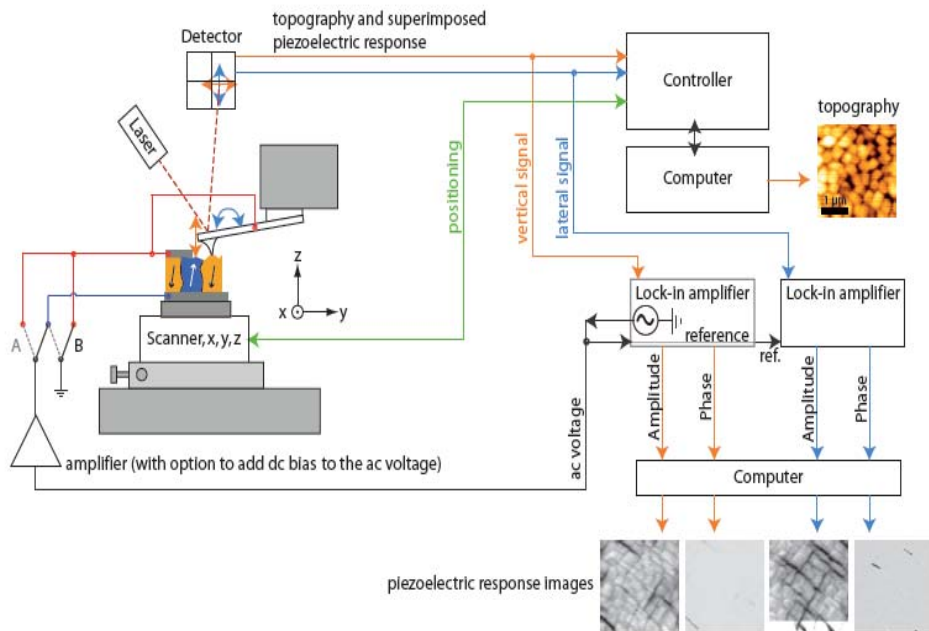 topography and superimposed
piezoelectric response
Detector
Laser
Controller
topography
1 μm
Computer
positioning
vertical signal
lateral signal
z
x
y
Scanner, x, y, z
A
B
Lock-in amplifier
reference
ref.
Lock-in amplifier
ac voltage
Amplitude
Phase
Amplitude
Phase
amplifier (with option to add dc bias to the ac voltage)
Computer
piezoelectric response images